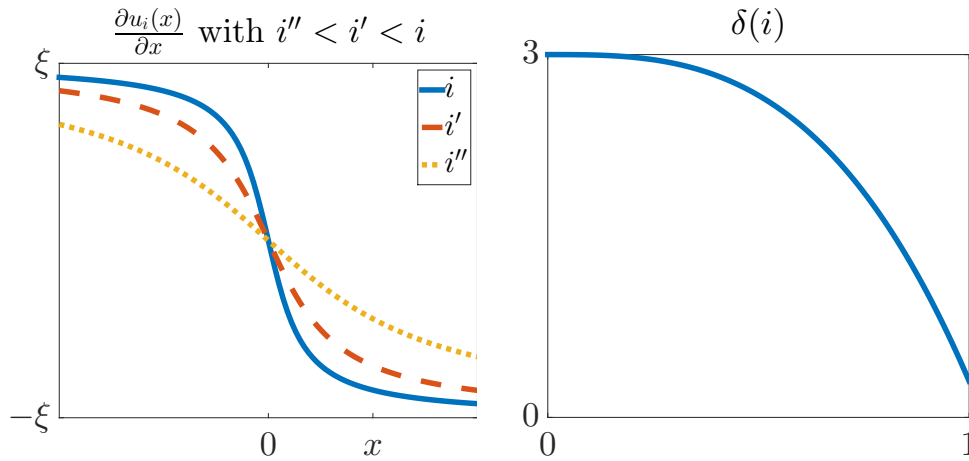 ∂u_i(x)/∂x with i'' < i' < i
ξ
i
i'
i''
−ξ
0
x
δ(i)
3
0
0
1